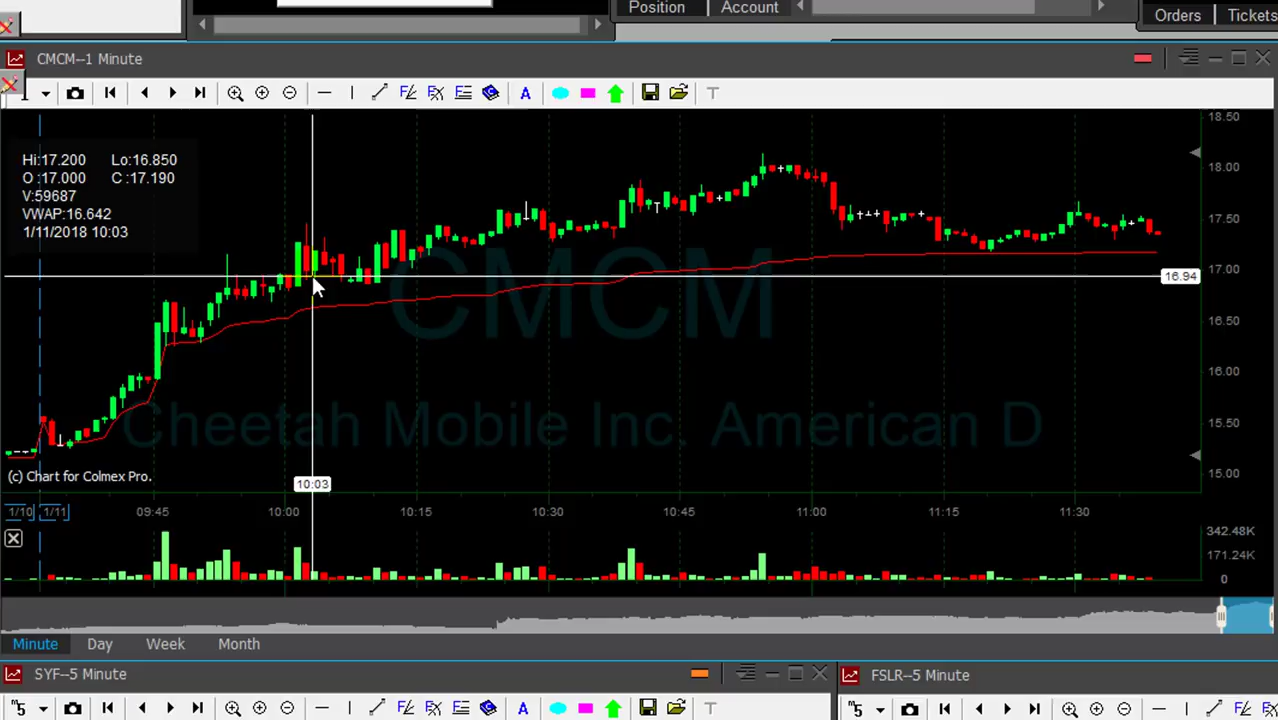 Position Account
Orders Tickets
CMCM--1 Minute
A T
Hi:17.200 Lo:16.850
O :17.000 C :17.190
V:59687
VWAP:16.642
1/11/2018 10:03
18.50
18.00
17.50
17.00
16.94
16.50
16.00
15.50
15.00
CMCM
Cheetah Mobile Inc. American D
(c) Chart for Colmex Pro.
10:03
1/10 1/11 09:45 10:00 10:15 10:30 10:45 11:00 11:15 11:30
342.48K
171.24K
0
Minute Day Week Month
SYF--5 Minute
FSLR--5 Minute
5 A T
5